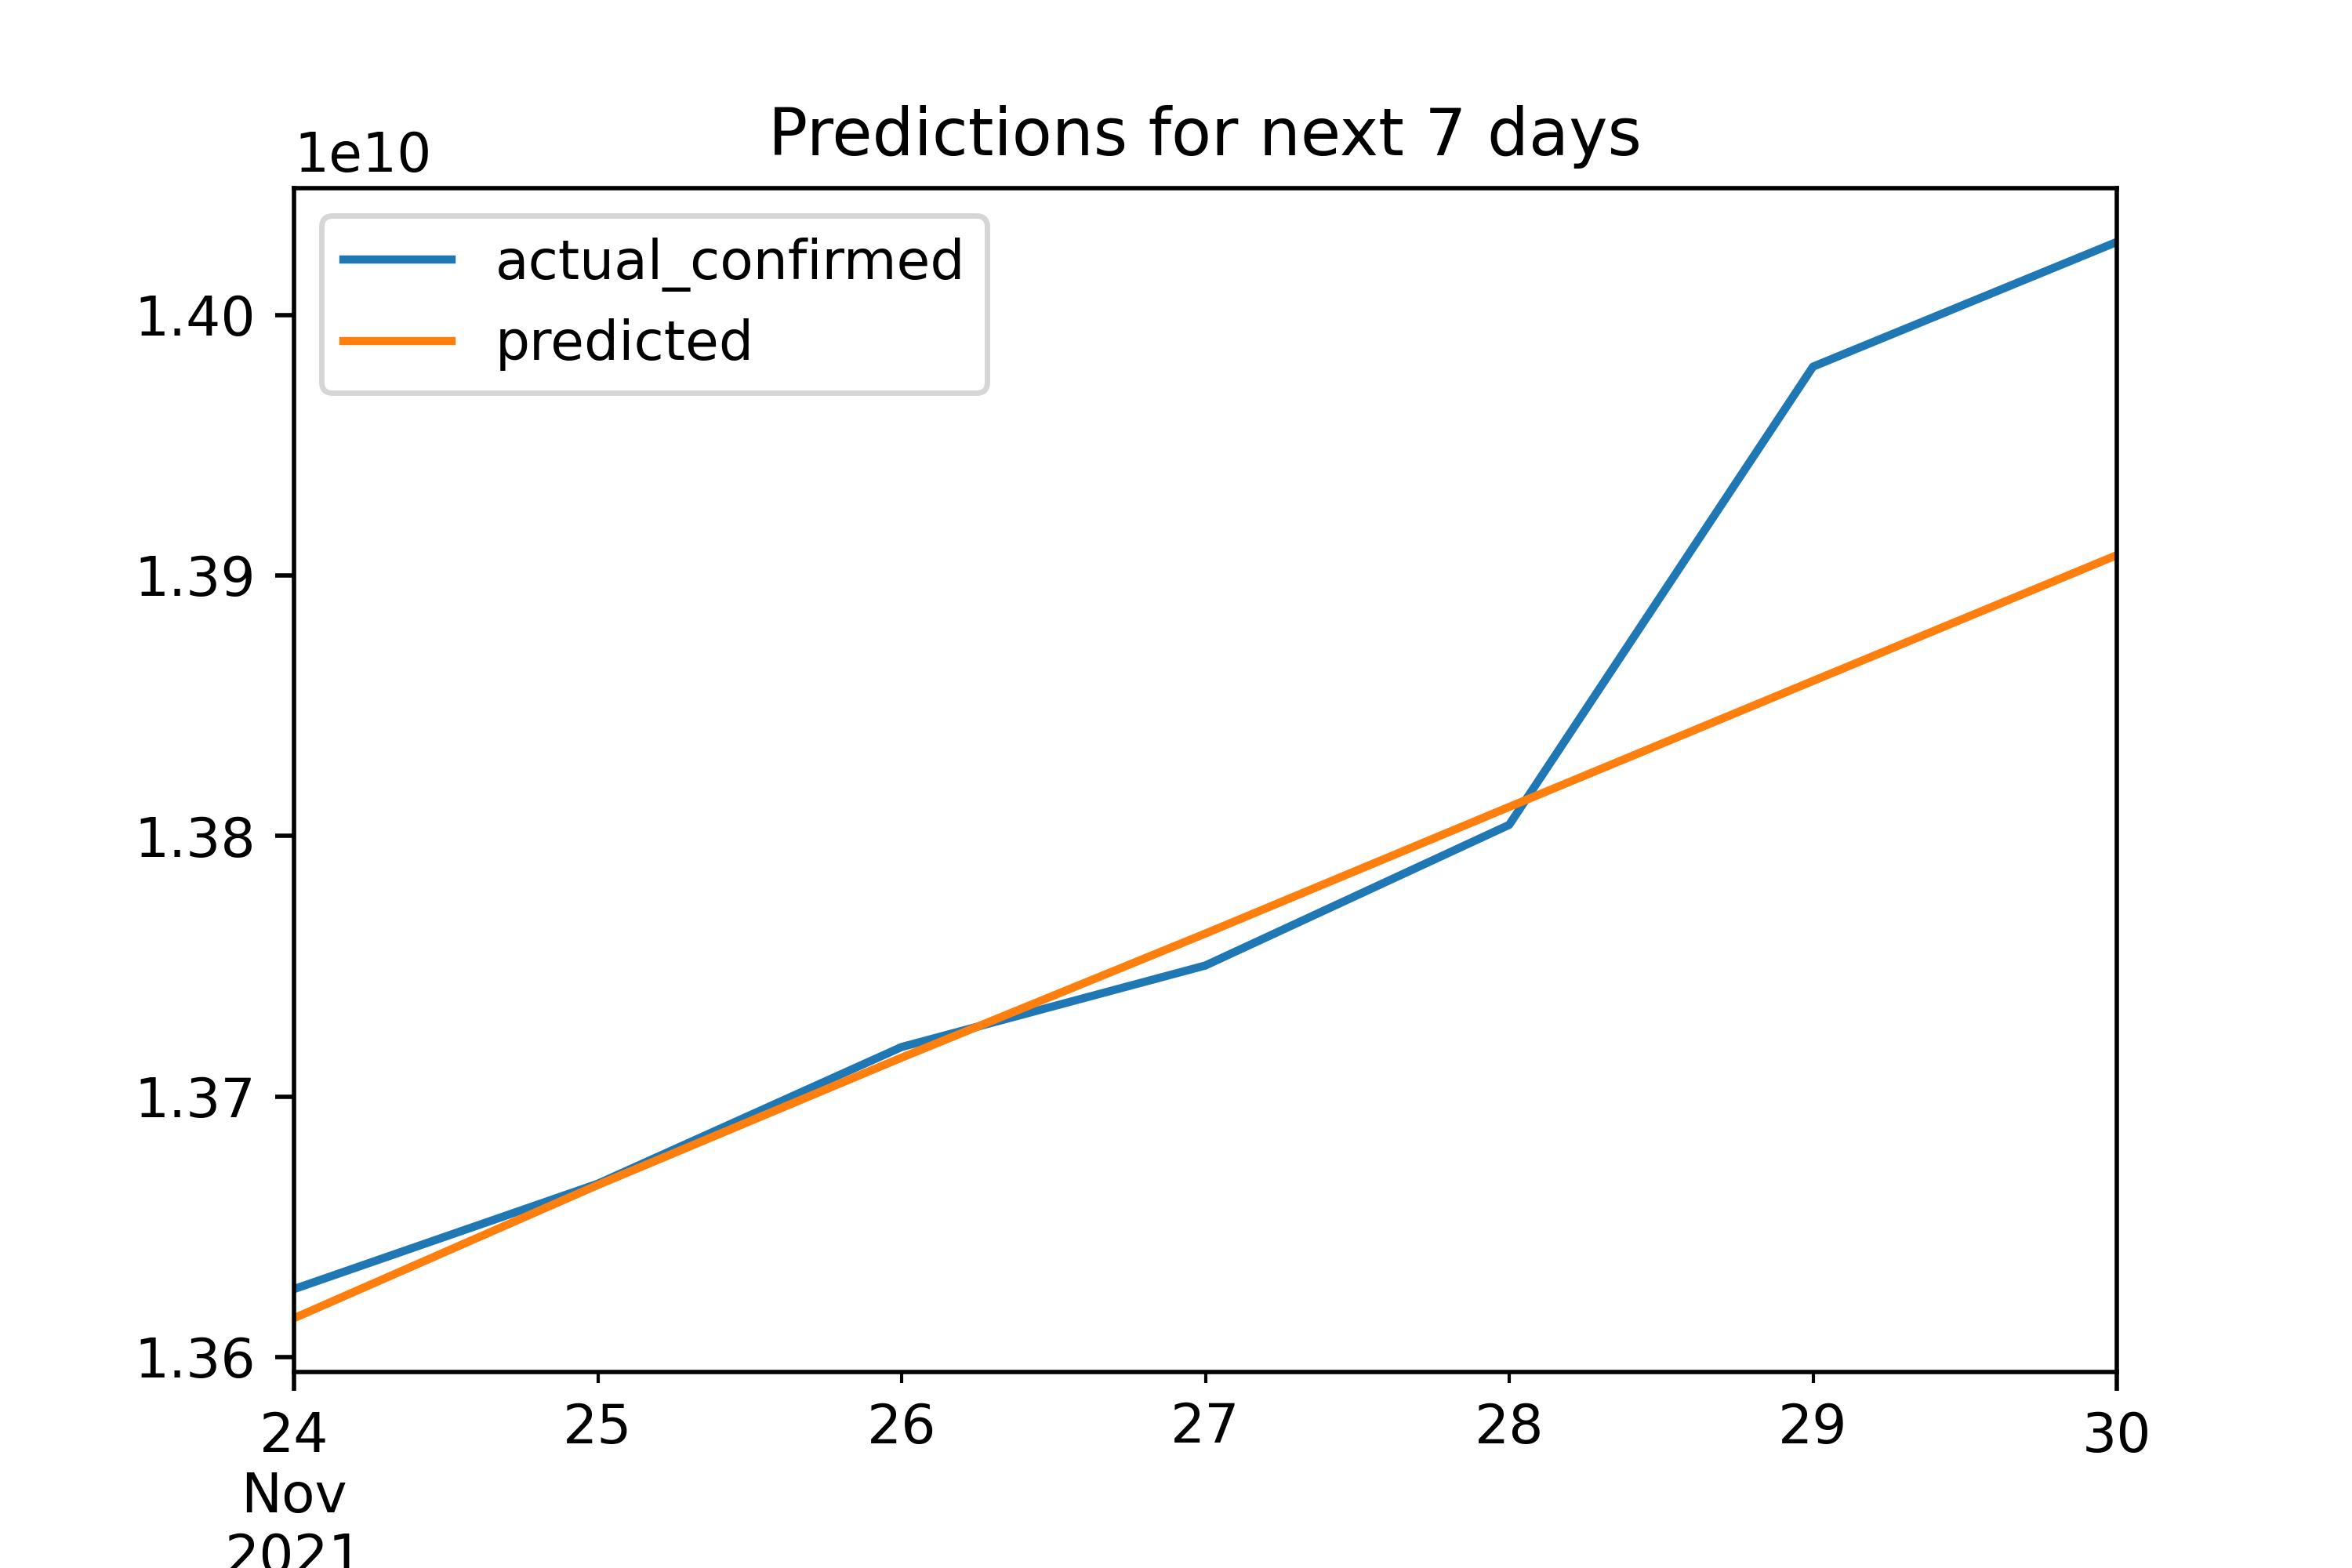 Predictions for next 7 days
1e10
actual_confirmed
predicted
1.40
1.39
1.38
1.37
1.36
24 25 26 27 28 29 30
Nov
2021